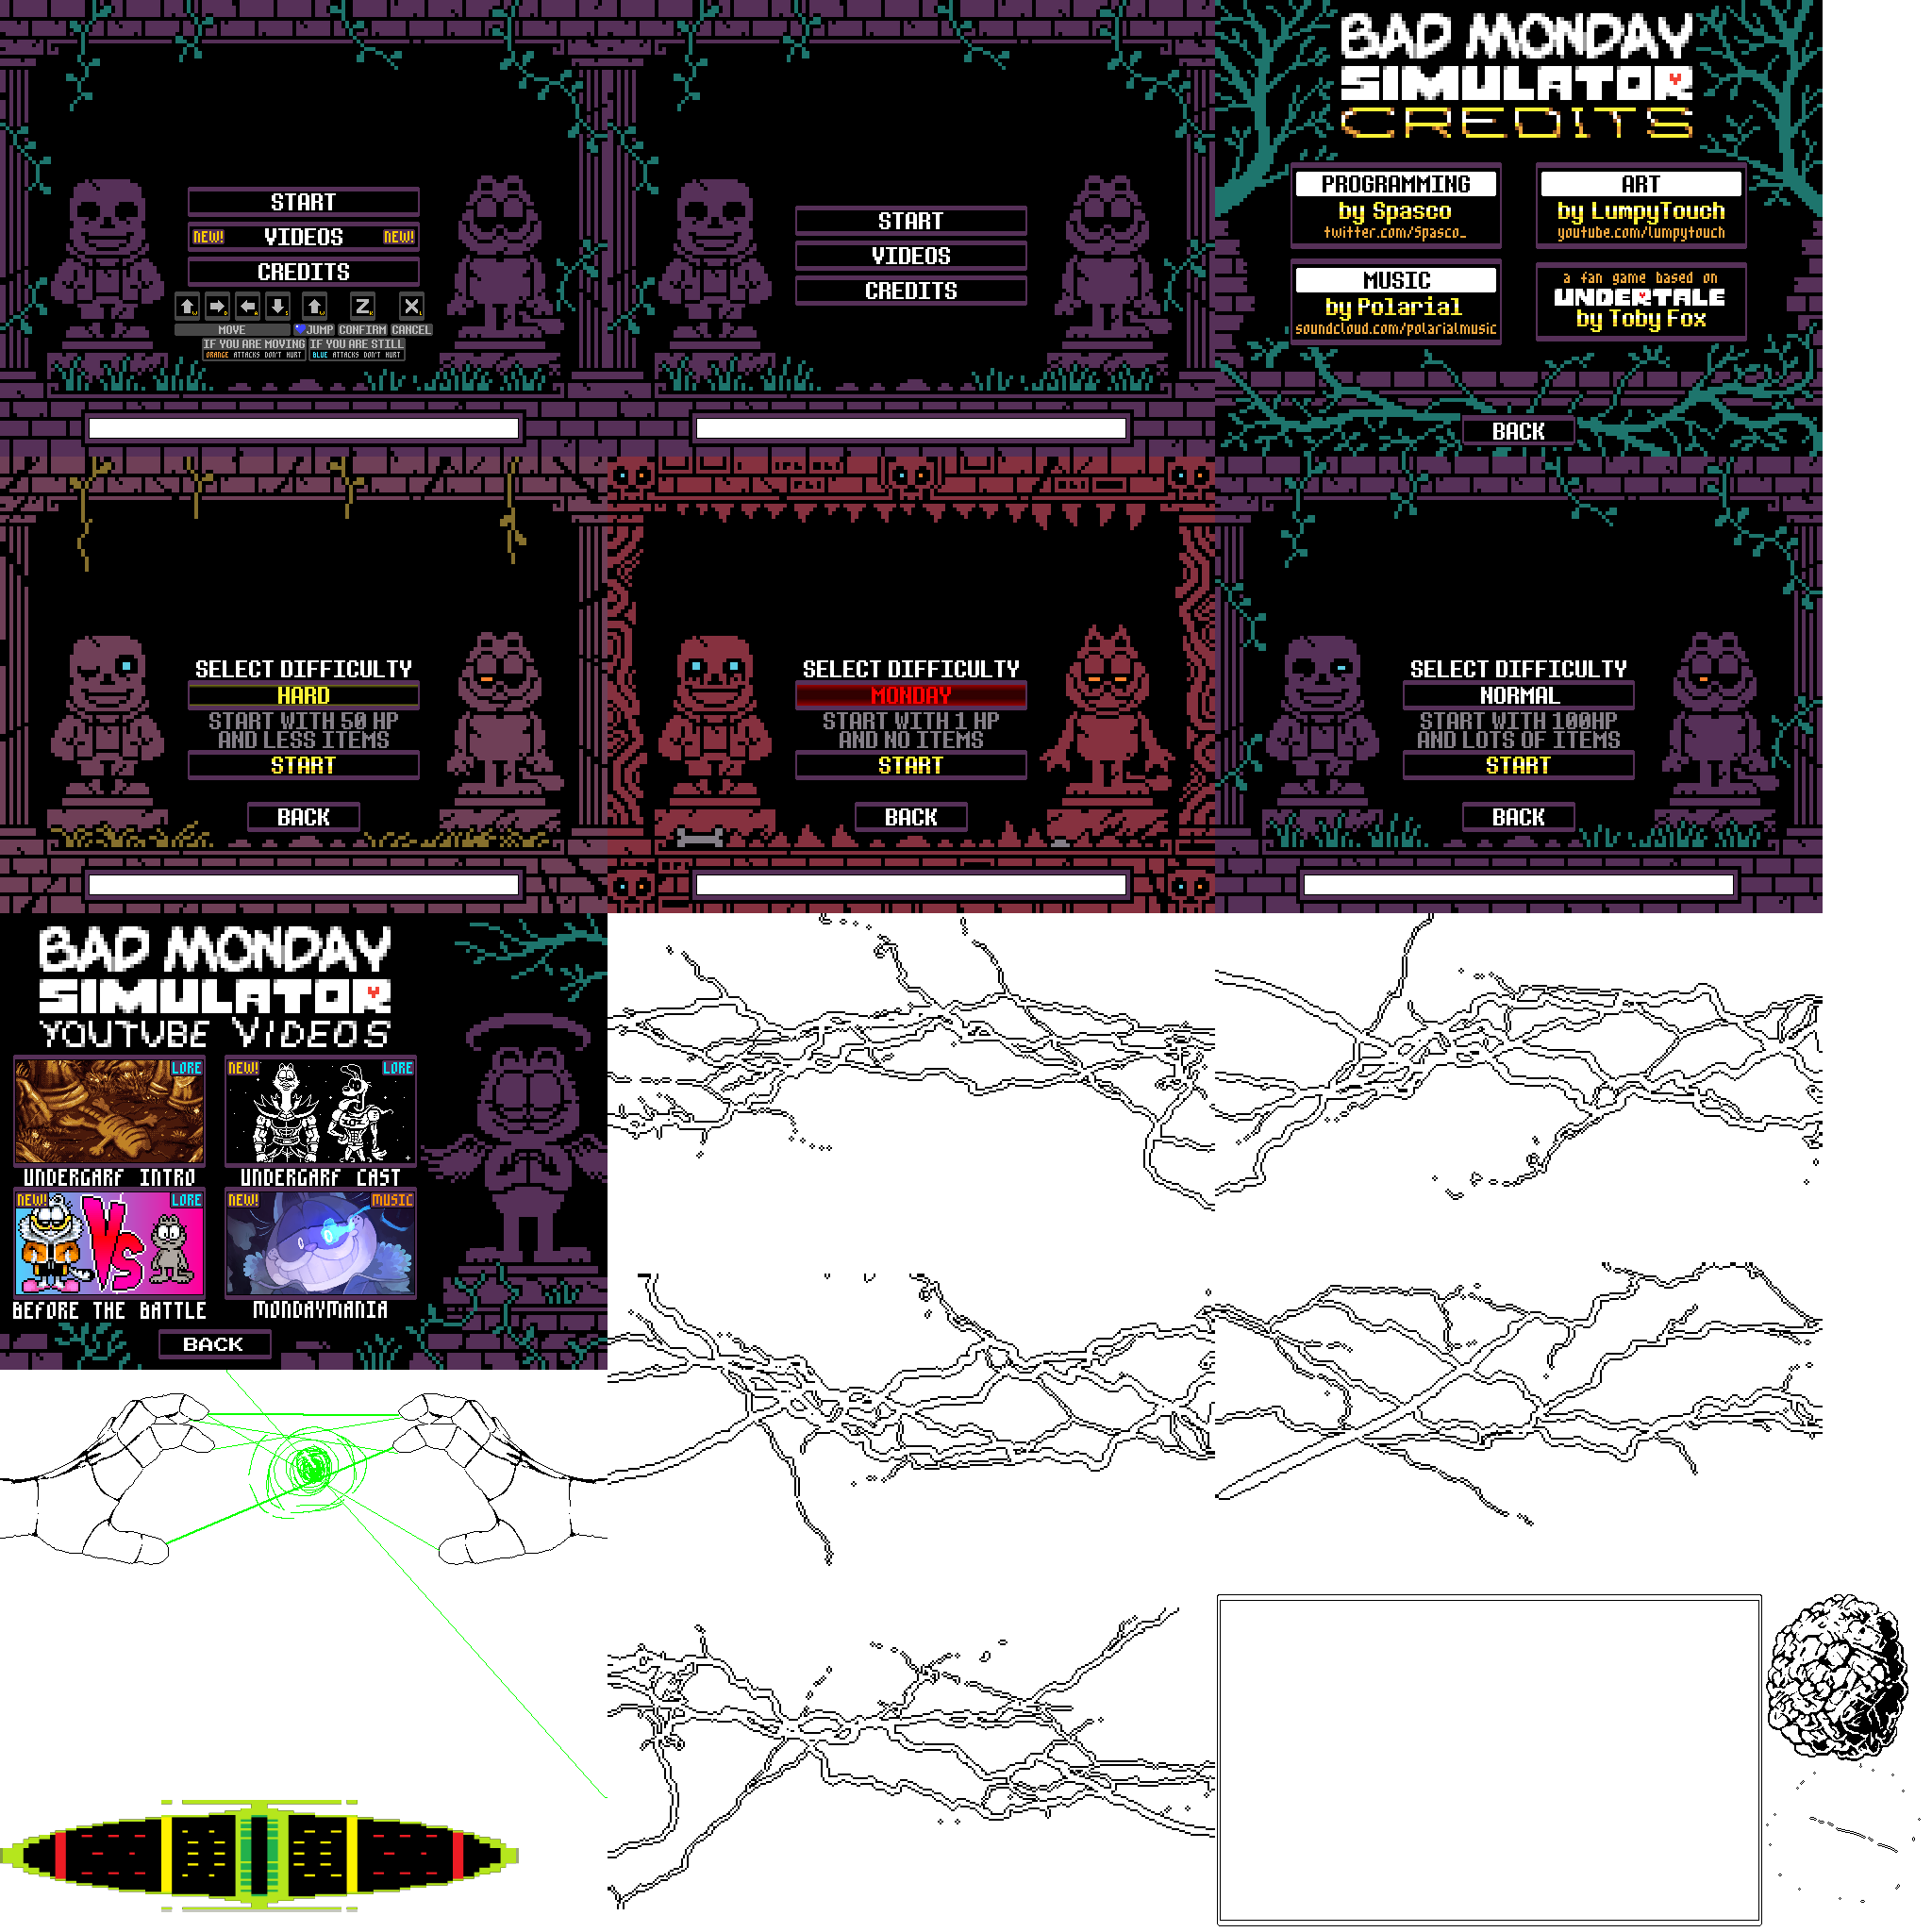 START
NEW! VIDEOS NEW!
CREDITS
W D A S W K L
MOVE JUMP CONFIRM CANCEL
IF YOU ARE MOVING IF YOU ARE STILL
ORANGE ATTACKS DON'T HURT BLUE ATTACKS DON'T HURT
START
VIDEOS
CREDITS
BAD MONDAY
SIMULATOR
CREDITS
PROGRAMMING
by Spasco
twitter.com/Spasco_
ART
by LumpyTouch
youtube.com/lumpytouch
MUSIC
by Polarial
soundcloud.com/polarialmusic
a fan game based on
UNDERTALE
by Toby Fox
BACK
SELECT DIFFICULTY
HARD
START WITH 50 HP
AND LESS ITEMS
START
BACK
SELECT DIFFICULTY
MONDAY
START WITH 1 HP
AND NO ITEMS
START
BACK
SELECT DIFFICULTY
NORMAL
START WITH 100HP
AND LOTS OF ITEMS
START
BACK
BAD MONDAY
SIMULATOR
YOUTUBE VIDEOS
LORE
UNDERGARF INTRO
NEW! LORE
UNDERGARF CAST
NEW! LORE
VS
BEFORE THE BATTLE
NEW! MUSIC
MONDAYMANIA
BACK